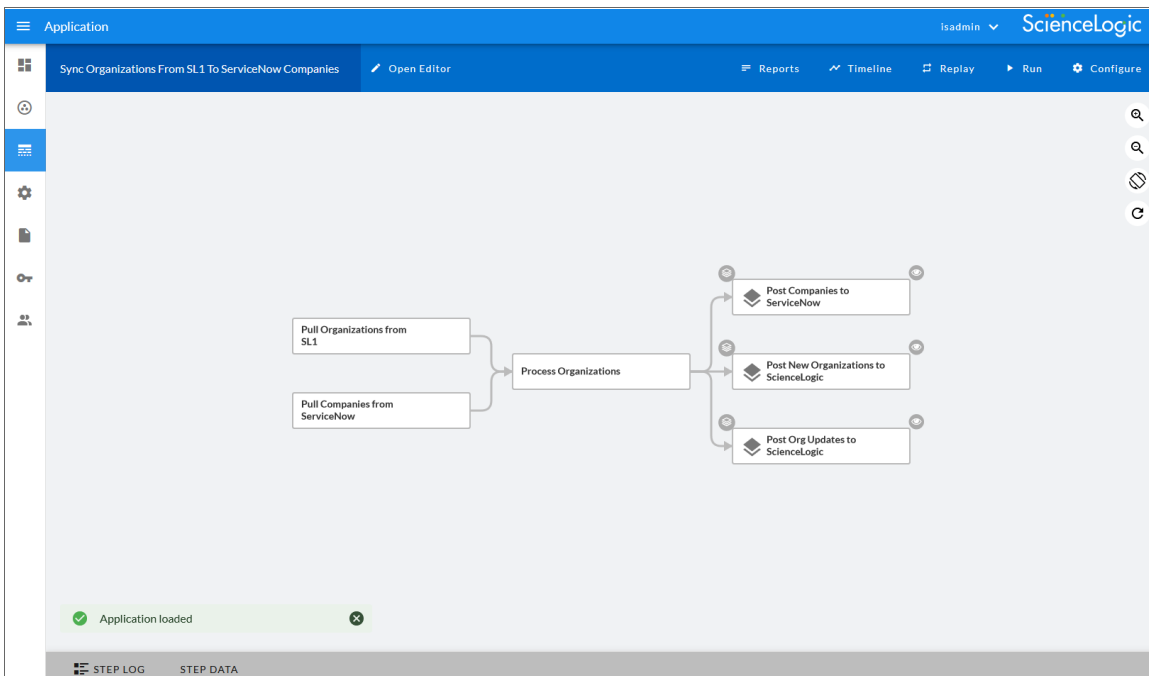 Application
isadmin
ScienceLogic
Sync Organizations From SL1 To ServiceNow Companies
Open Editor
Reports
Timeline
Replay
Run
Configure
Post Companies to
ServiceNow
Pull Organizations from
SL1
Process Organizations
Post New Organizations to
ScienceLogic
Pull Companies from
ServiceNow
Post Org Updates to
ScienceLogic
Application loaded
STEP LOG
STEP DATA